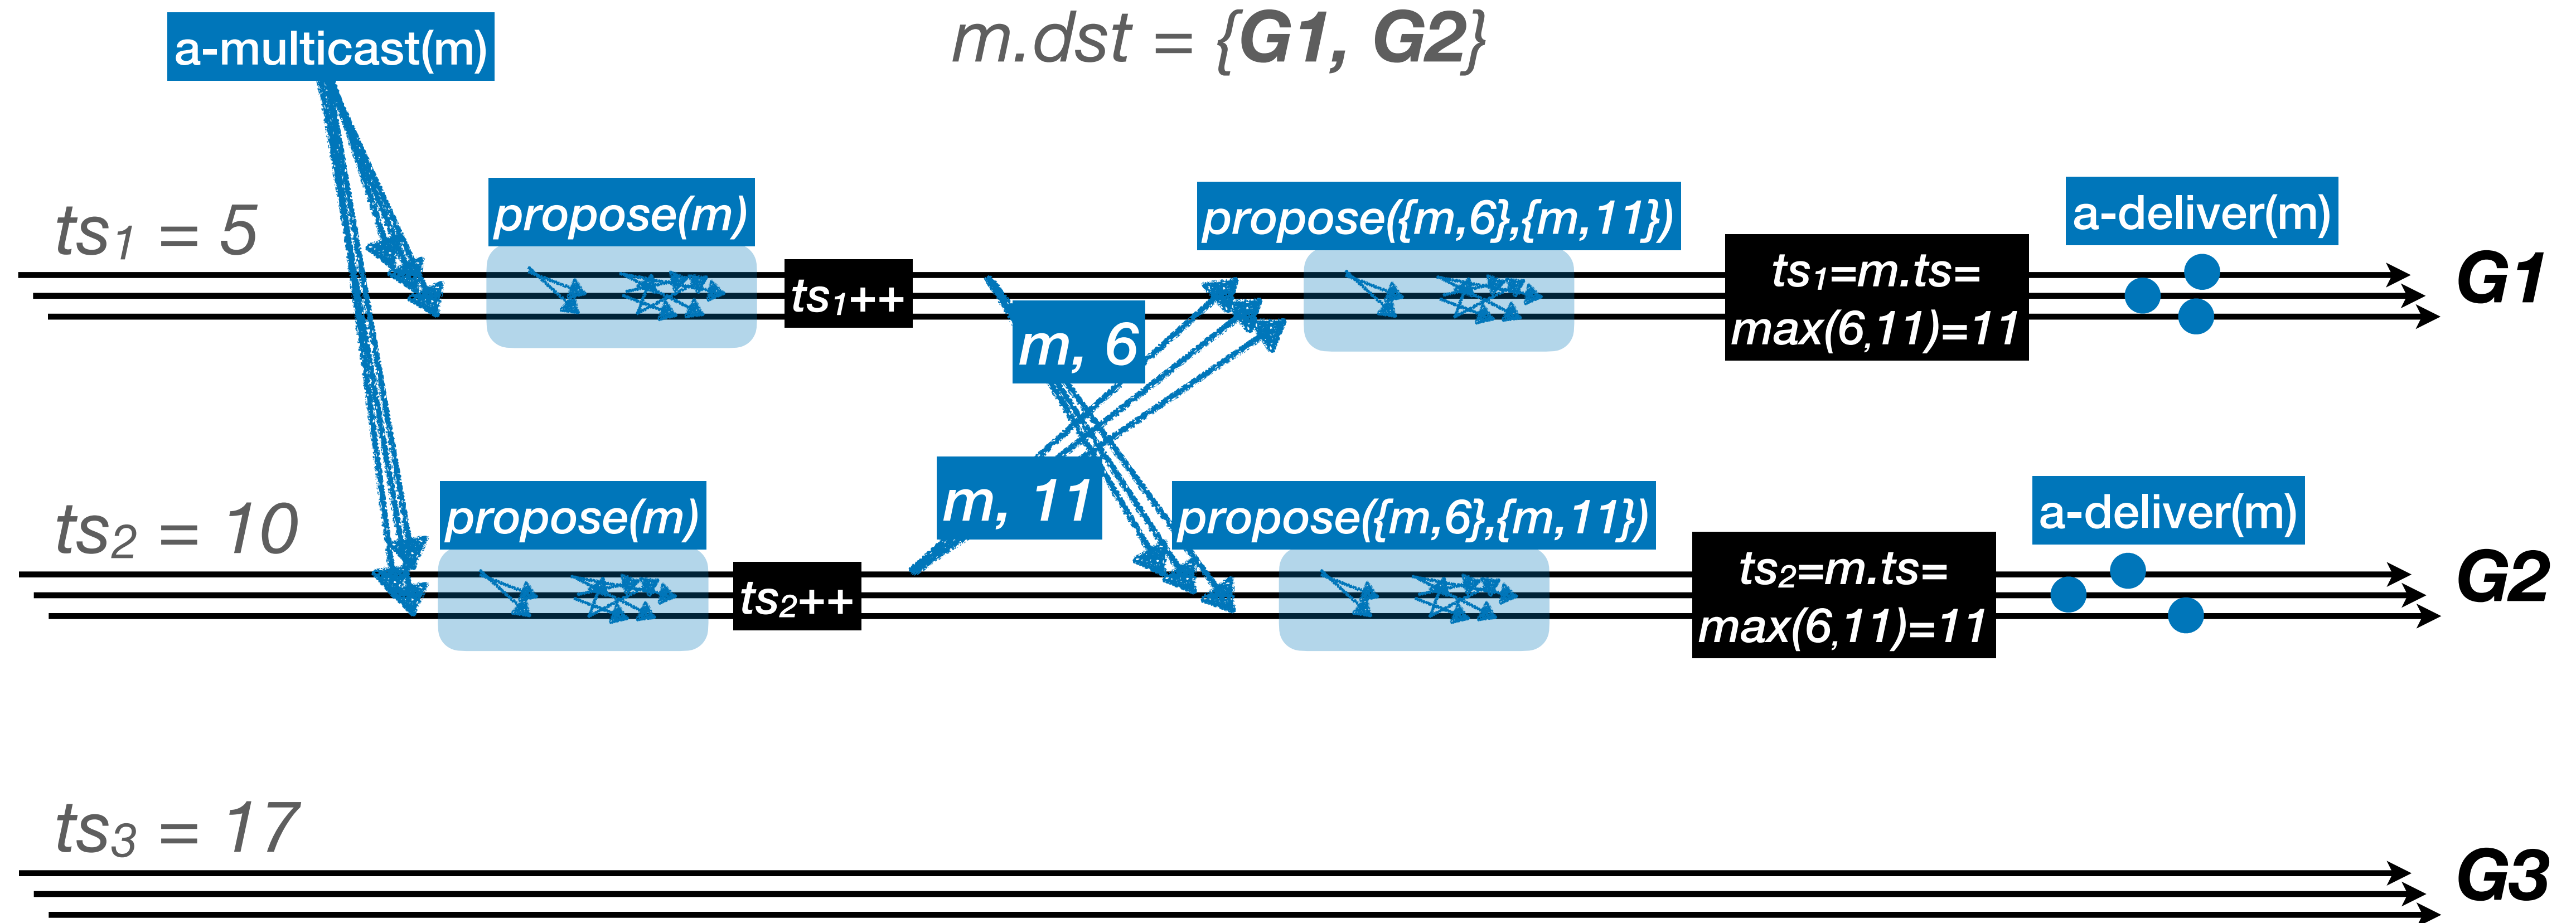 a-multicast(m)
m.dst = {G1, G2}
ts₁ = 5
propose(m)
ts₁++
m, 6
propose({m,6},{m,11})
ts₁=m.ts=
max(6,11)=11
a-deliver(m)
G1
ts₂ = 10
propose(m)
ts₂++
m, 11
propose({m,6},{m,11})
ts₂=m.ts=
max(6,11)=11
a-deliver(m)
G2
ts₃ = 17
G3